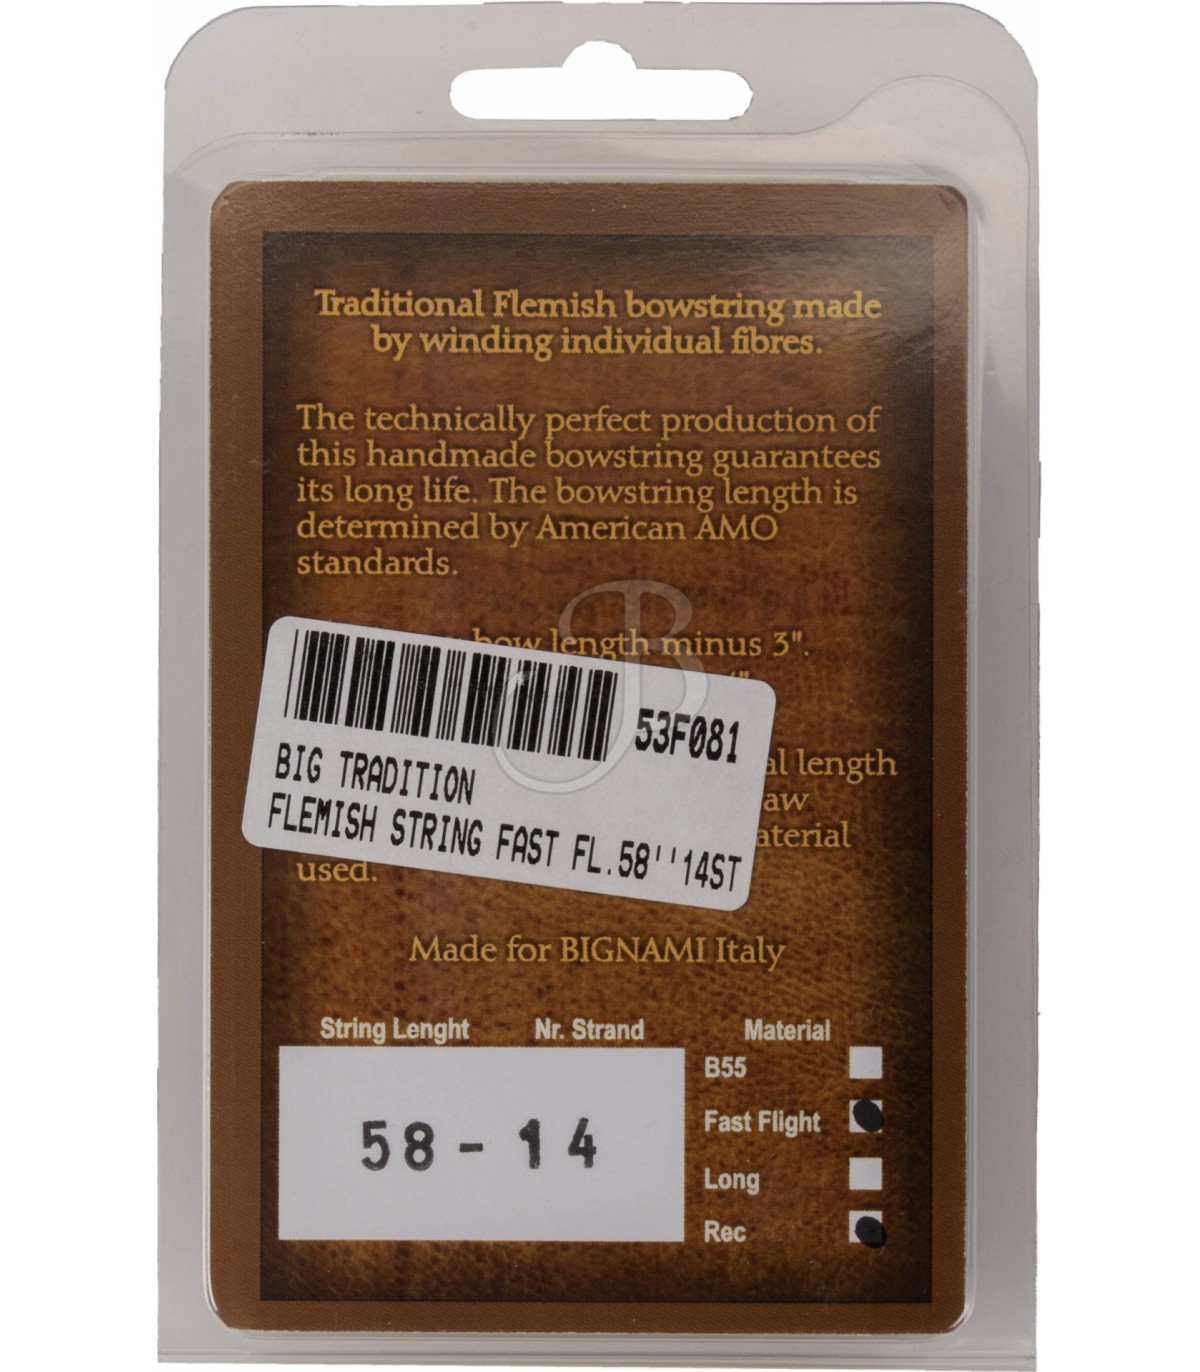 Traditional Flemish bowstring made
by winding individual fibres.
The technically perfect production of
this handmade bowstring guarantees
its long life. The bowstring length is
determined by American AMO
standards.
bow length minus 3".
53F081
BIG TRADITION
FLEMISH STRING FAST FL.58''14ST
length
used.
Made for BIGNAMI Italy
String Lenght Nr. Strand Material
B55
Fast Flight
58-14
Long
Rec